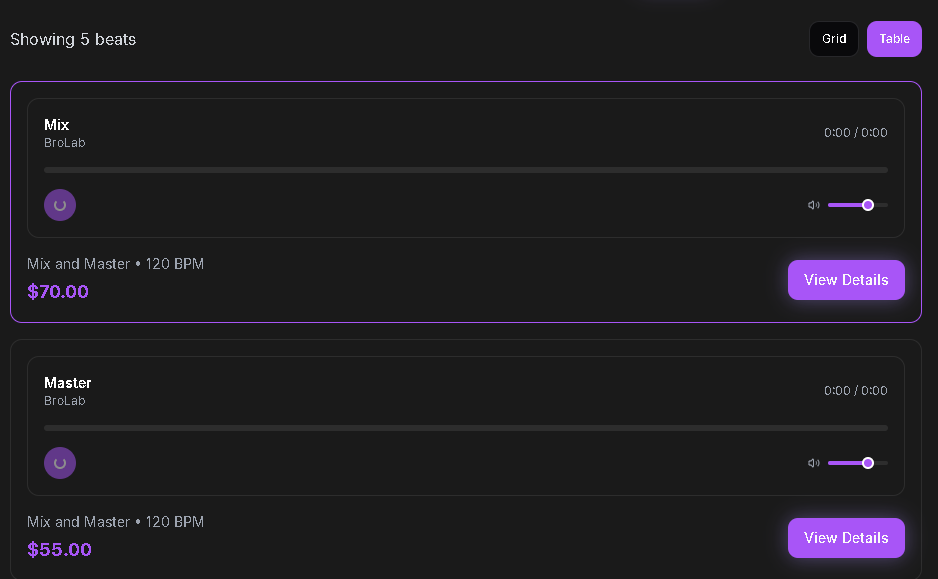 Showing 5 beats
Grid
Table
Mix
BroLab
0:00 / 0:00
Mix and Master • 120 BPM
$70.00
View Details
Master
BroLab
0:00 / 0:00
Mix and Master • 120 BPM
$55.00
View Details